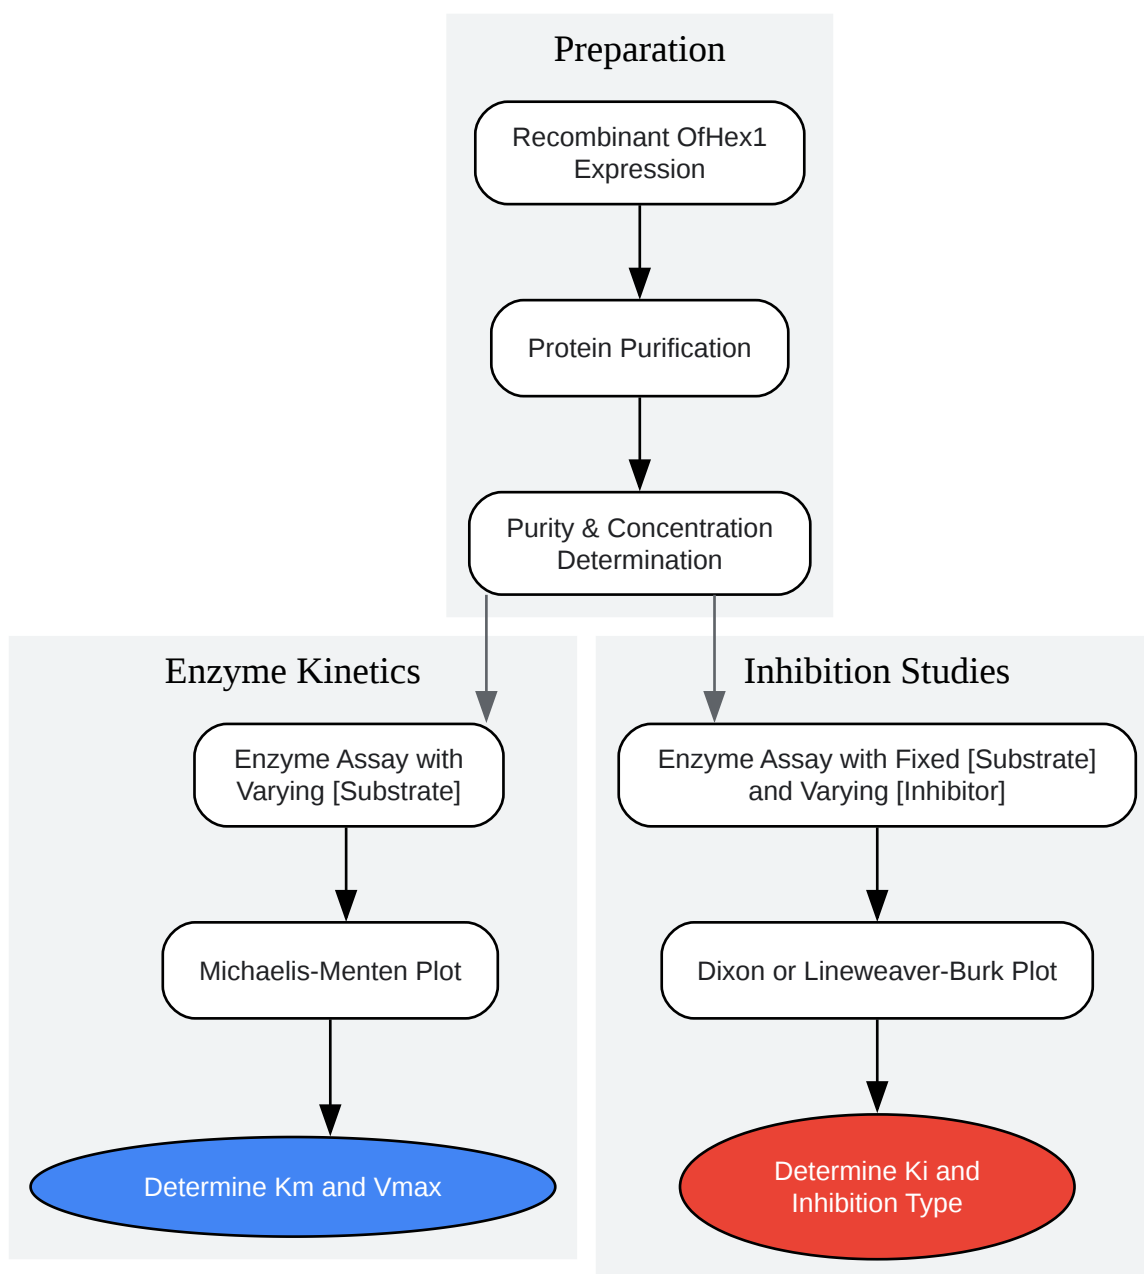 Preparation
Recombinant OfHex1
Expression
Protein Purification
Purity & Concentration
Determination
Enzyme Kinetics
Enzyme Assay with
Varying [Substrate]
Michaelis-Menten Plot
Determine Km and Vmax
Inhibition Studies
Enzyme Assay with Fixed [Substrate]
and Varying [Inhibitor]
Dixon or Lineweaver-Burk Plot
Determine Ki and
Inhibition Type